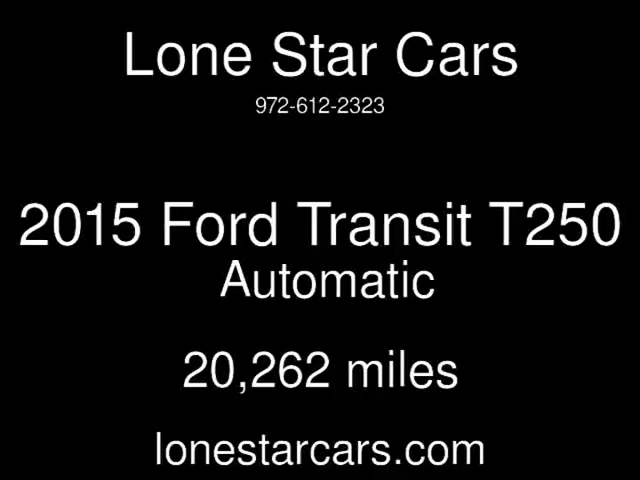 Lone Star Cars
972-612-2323
2015 Ford Transit T250
Automatic
20,262 miles
lonestarcars.com